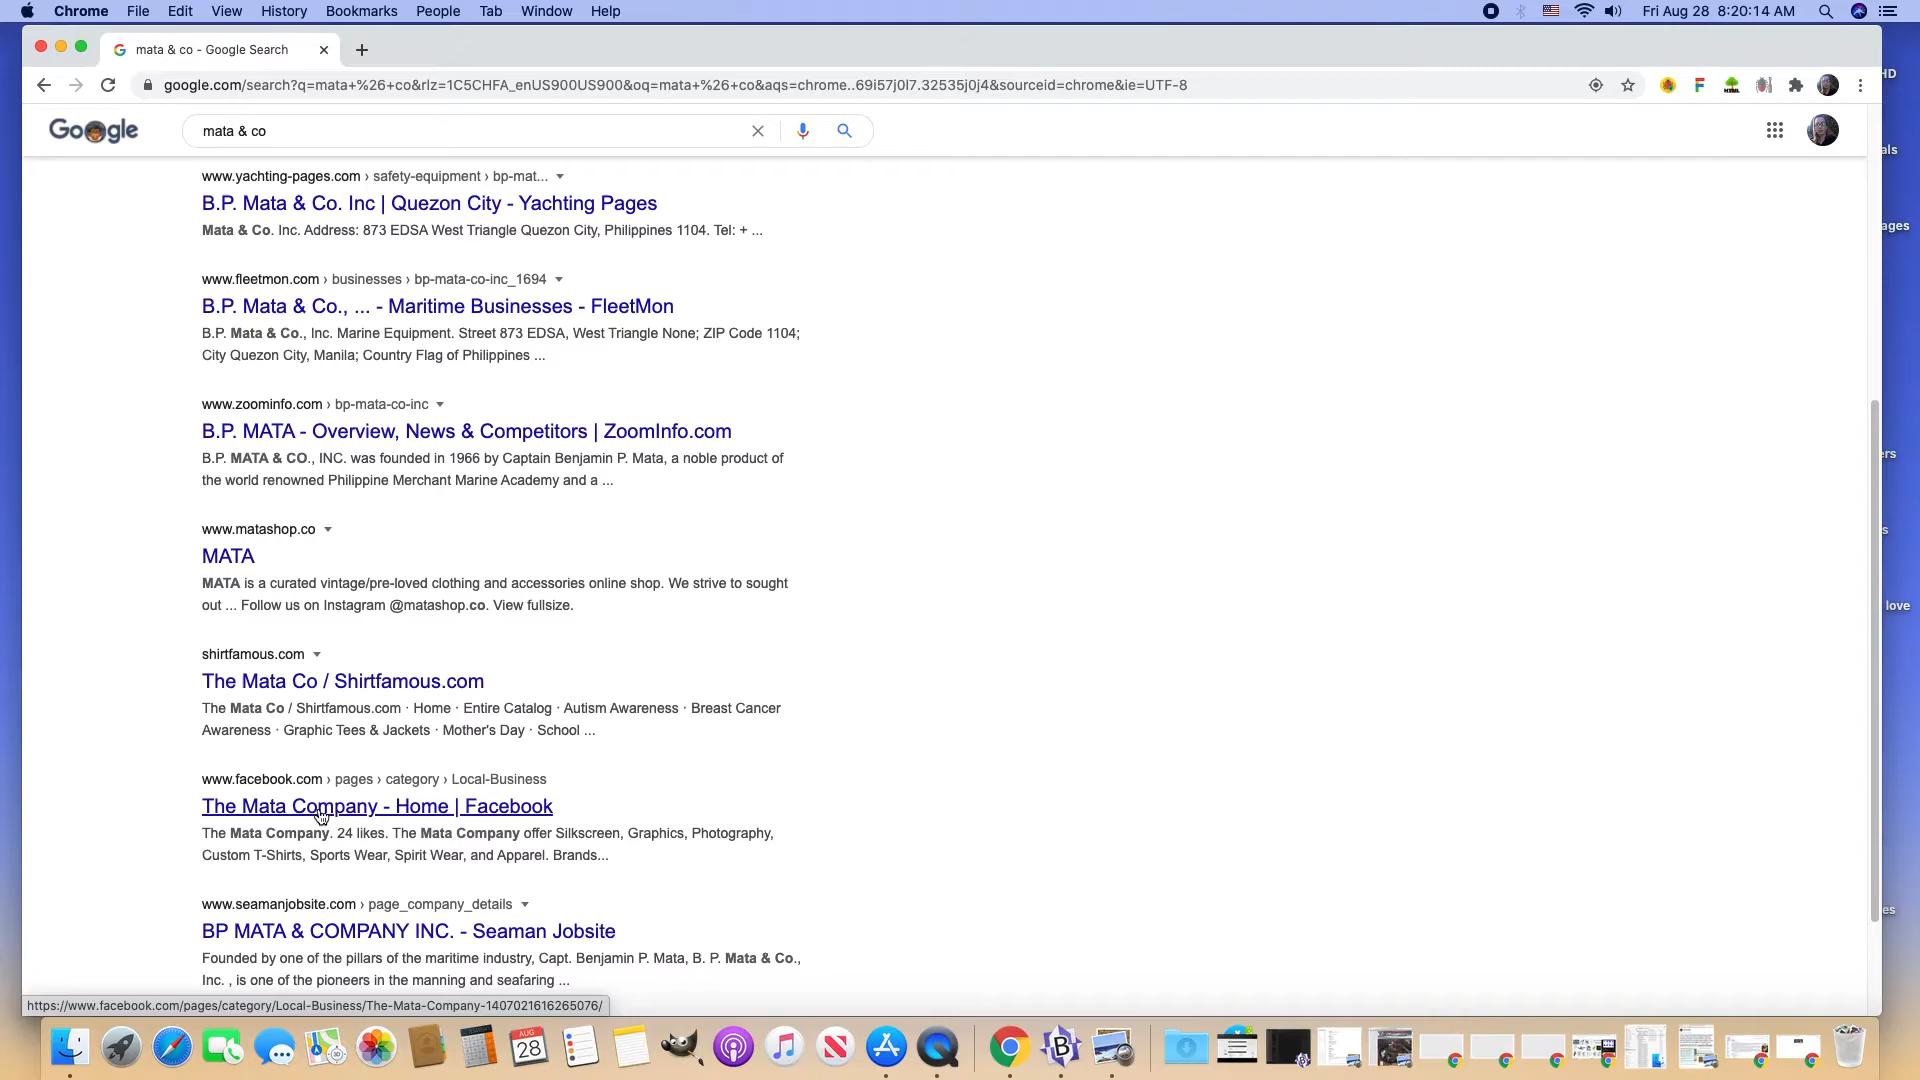 Chrome File Edit View History Bookmarks People Tab Window Help Fri Aug 28 8:20:14 AM
mata & co - Google Search
google.com/search?q=mata+%26+co&rlz=1C5CHFA_enUS900US900&oq=mata+%26+co&aqs=chrome..69i57j0l7.32535j0j4&sourceid=chrome&ie=UTF-8
Google mata & co
www.yachting-pages.com › safety-equipment › bp-mat...
B.P. Mata & Co. Inc | Quezon City - Yachting Pages
Mata & Co. Inc. Address: 873 EDSA West Triangle Quezon City, Philippines 1104. Tel: + ...
www.fleetmon.com › businesses › bp-mata-co-inc_1694
B.P. Mata & Co., ... - Maritime Businesses - FleetMon
B.P. Mata & Co., Inc. Marine Equipment. Street 873 EDSA, West Triangle None; ZIP Code 1104;
City Quezon City, Manila; Country Flag of Philippines ...
www.zoominfo.com › bp-mata-co-inc
B.P. MATA - Overview, News & Competitors | ZoomInfo.com
B.P. MATA & CO., INC. was founded in 1966 by Captain Benjamin P. Mata, a noble product of
the world renowned Philippine Merchant Marine Academy and a ...
www.matashop.co
MATA
MATA is a curated vintage/pre-loved clothing and accessories online shop. We strive to sought
out ... Follow us on Instagram @matashop.co. View fullsize.
shirtfamous.com
The Mata Co / Shirtfamous.com
The Mata Co / Shirtfamous.com · Home · Entire Catalog · Autism Awareness · Breast Cancer
Awareness · Graphic Tees & Jackets · Mother's Day · School ...
www.facebook.com › pages › category › Local-Business
The Mata Company - Home | Facebook
The Mata Company. 24 likes. The Mata Company offer Silkscreen, Graphics, Photography,
Custom T-Shirts, Sports Wear, Spirit Wear, and Apparel. Brands...
www.seamanjobsite.com › page_company_details
BP MATA & COMPANY INC. - Seaman Jobsite
Founded by one of the pillars of the maritime industry, Capt. Benjamin P. Mata, B. P. Mata & Co.,
Inc. , is one of the pioneers in the manning and seafaring ...
https://www.facebook.com/pages/category/Local-Business/The-Mata-Company-1407021616265076/
HD
als
ages
ers
s
love
es
AUG
28